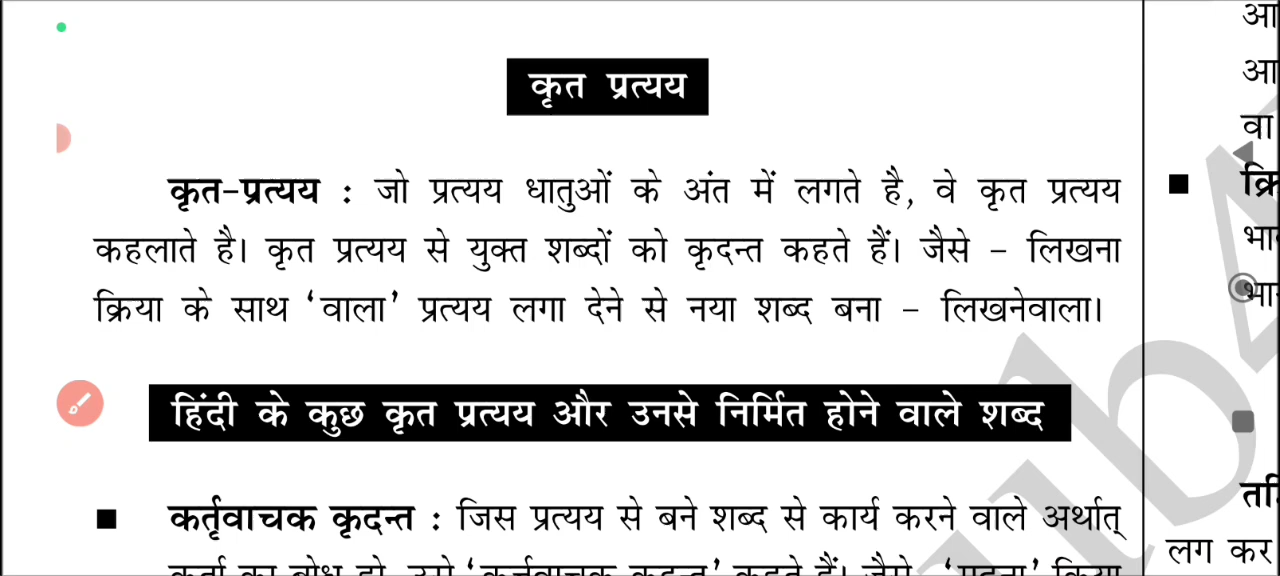 कृत प्रत्यय
कृत-प्रत्यय : जो प्रत्यय धातुओं के अंत में लगते है, वे कृत प्रत्यय
कहलाते है। कृत प्रत्यय से युक्त शब्दों को कृदन्त कहते हैं। जैसे – लिखना
क्रिया के साथ ‘वाला’ प्रत्यय लगा देने से नया शब्द बना – लिखनेवाला।
हिंदी के कुछ कृत प्रत्यय और उनसे निर्मित होने वाले शब्द
■ कर्तृवाचक कृदन्त : जिस प्रत्यय से बने शब्द से कार्य करने वाले अर्थात्
लग कर